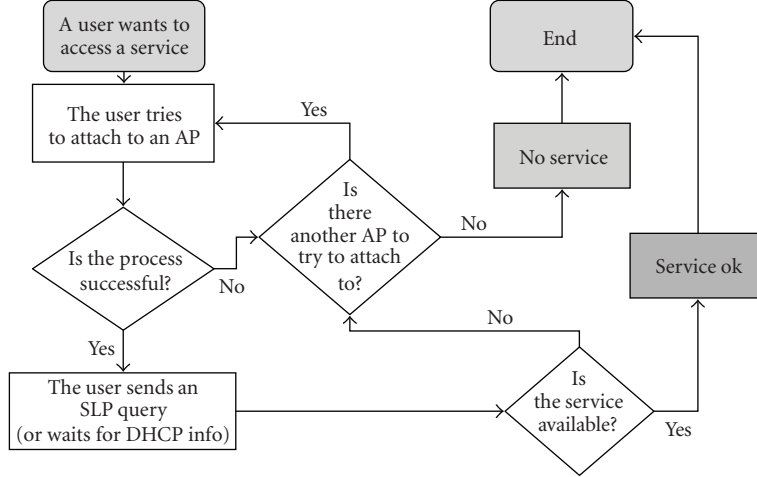 A user wants to
access a service
End
The user tries
to attach to an AP
Yes
No service
Is
there
another AP to
try to attach
to?
No
Is the process
successful?
No
Service ok
Yes
No
The user sends an
SLP query
(or waits for DHCP info)
Is
the service
available?
Yes